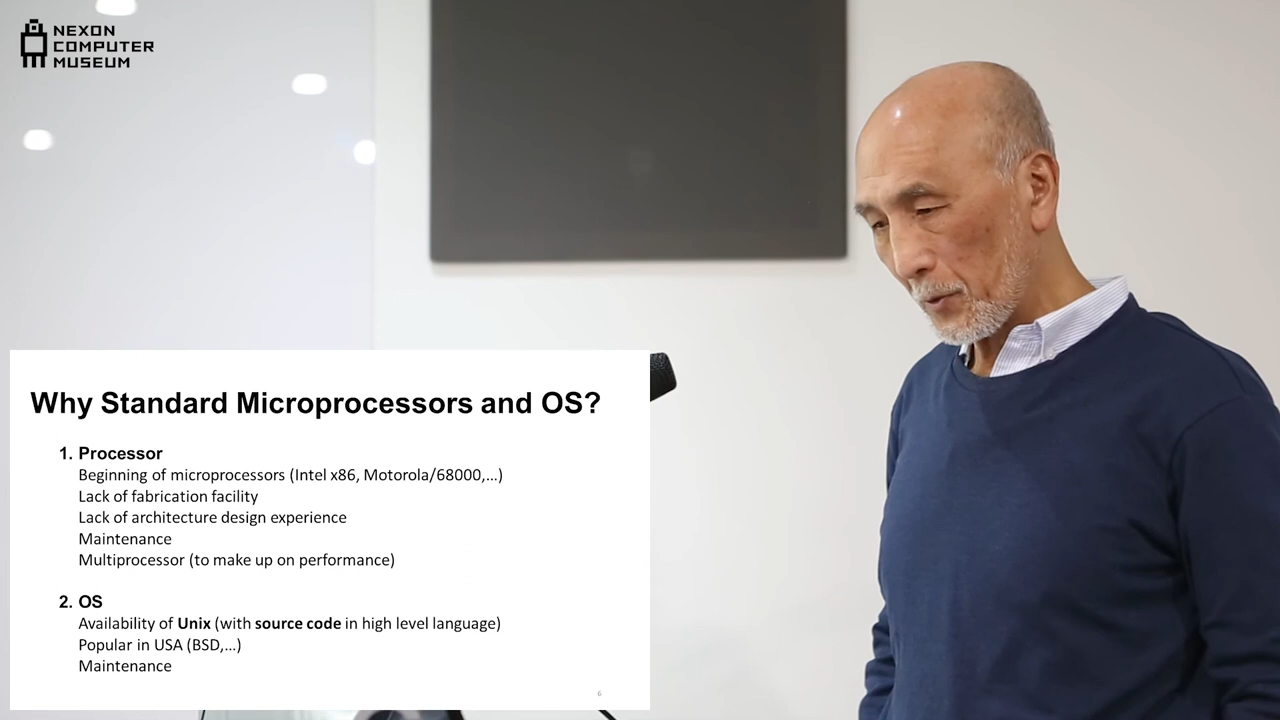 NEXON
COMPUTER
MUSEUM
Why Standard Microprocessors and OS?
1. Processor
Beginning of microprocessors (Intel x86, Motorola/68000,...)
Lack of fabrication facility
Lack of architecture design experience
Maintenance
Multiprocessor (to make up on performance)
2. OS
Availability of Unix (with source code in high level language)
Popular in USA (BSD,...)
Maintenance
6